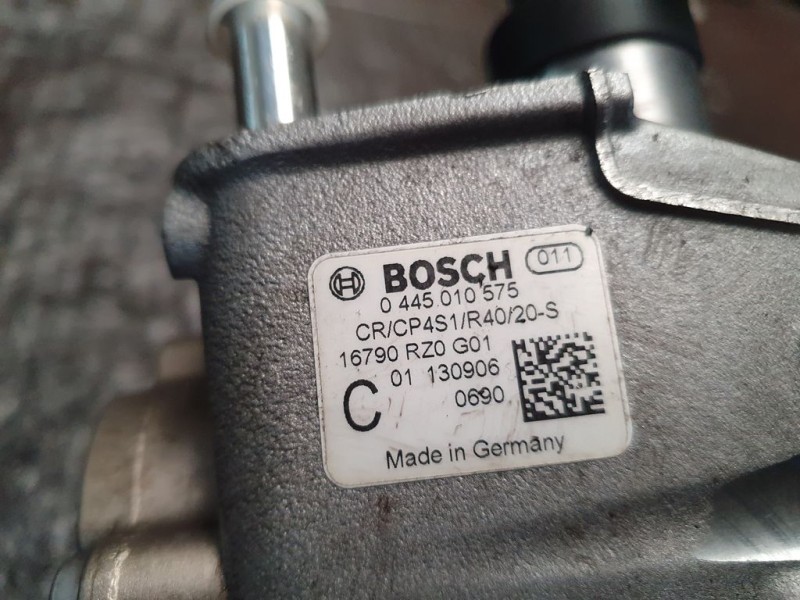 BOSCH 011
0 445 010 575
CR/CP4S1/R40/20-S
16790 RZ0 G01
C 01 130906
0690
Made in Germany